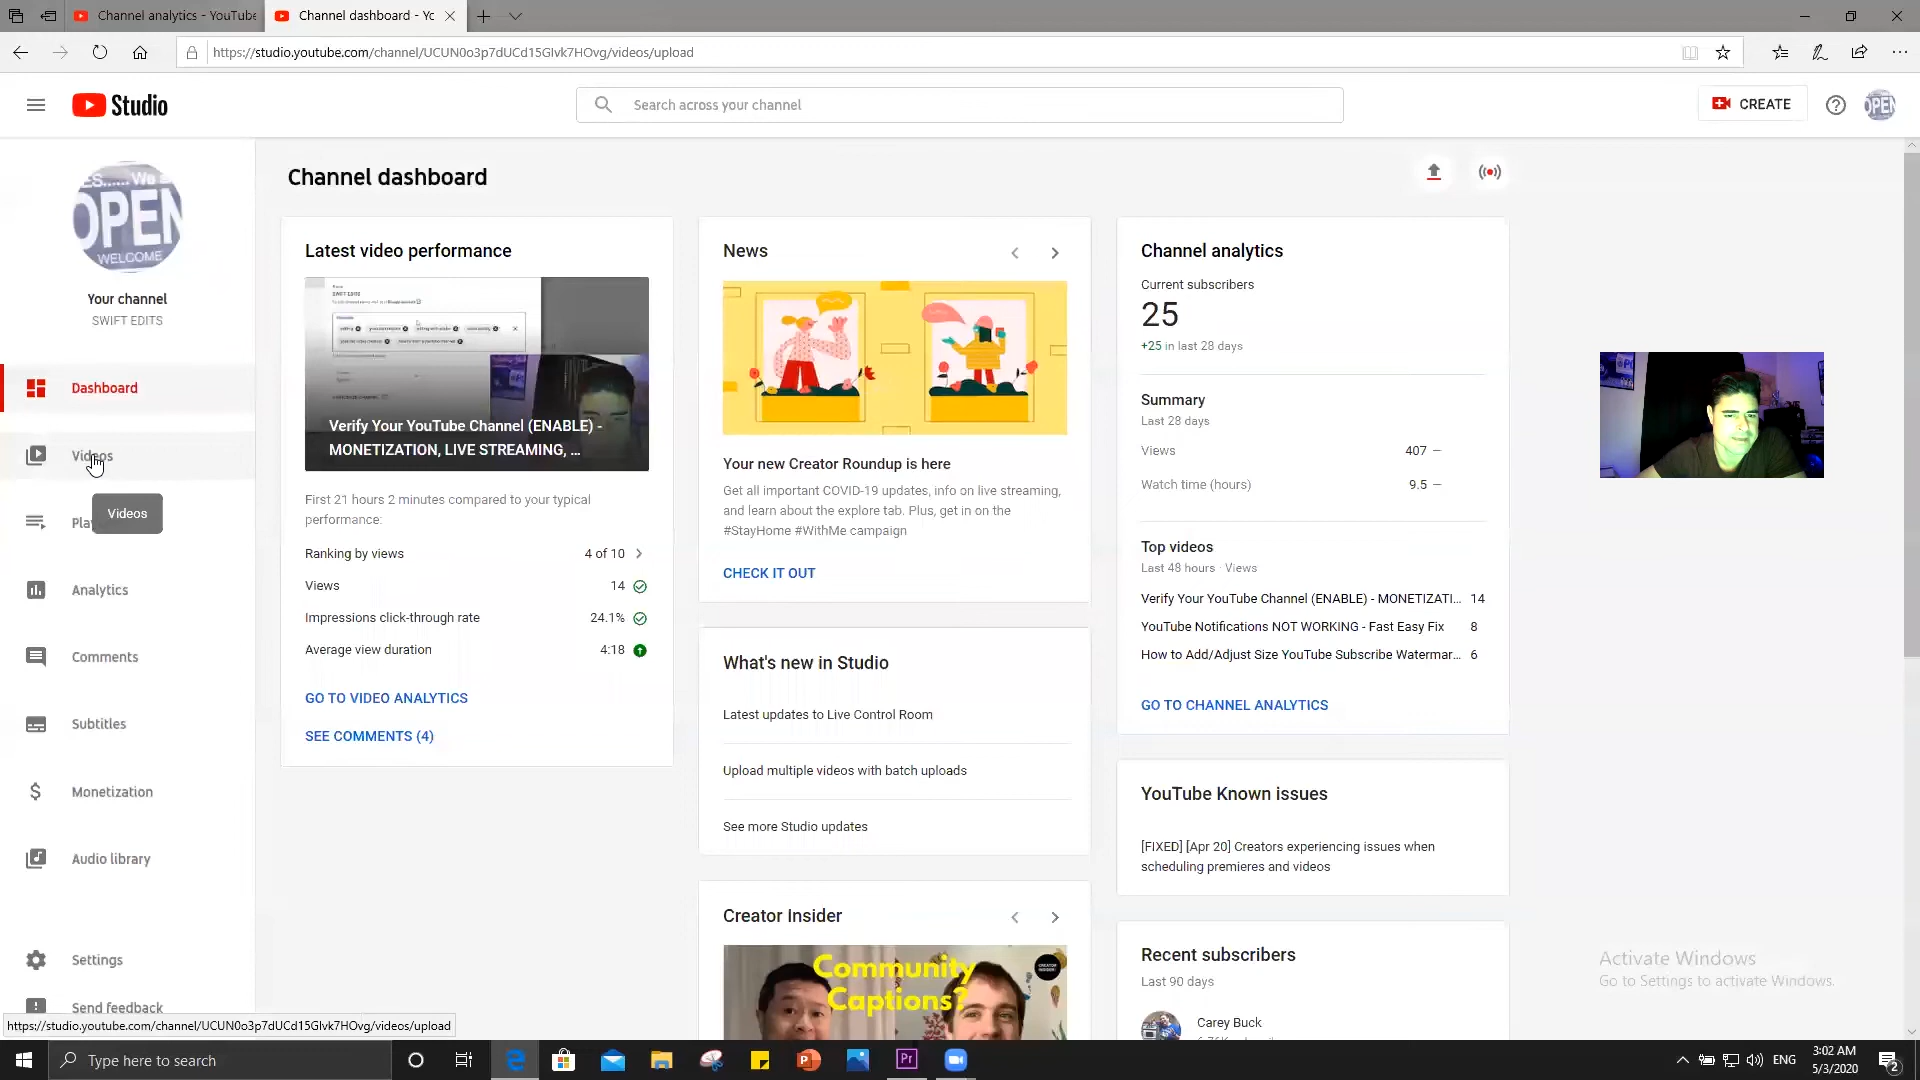 Channel analytics - YouTube
Channel dashboard - Yo
https://studio.youtube.com/channel/UCUN0o3p7dUCd15GIvk7HOvg/videos/upload
Studio
Search across your channel
CREATE
OPEN
Channel dashboard
ES...... We a
OPEN
WELCOME
Your channel
SWIFT EDITS
Dashboard
Videos
Videos
Pla
Analytics
Comments
Subtitles
Monetization
Audio library
Settings
Send feedback
Latest video performance
Verify Your YouTube Channel (ENABLE) -
MONETIZATION, LIVE STREAMING, ...
First 21 hours 2 minutes compared to your typical
performance:
Ranking by views 4 of 10
Views 14
Impressions click-through rate 24.1%
Average view duration 4:18
GO TO VIDEO ANALYTICS
SEE COMMENTS (4)
News
Your new Creator Roundup is here
Get all important COVID-19 updates, info on live streaming,
and learn about the explore tab. Plus, get in on the
#StayHome #WithMe campaign
CHECK IT OUT
What's new in Studio
Latest updates to Live Control Room
Upload multiple videos with batch uploads
See more Studio updates
Creator Insider
Community
Captions?
CREATOR
INSIDER
Channel analytics
Current subscribers
25
+25 in last 28 days
Summary
Last 28 days
Views 407 —
Watch time (hours) 9.5 —
Top videos
Last 48 hours · Views
Verify Your YouTube Channel (ENABLE) - MONETIZATI... 14
YouTube Notifications NOT WORKING - Fast Easy Fix 8
How to Add/Adjust Size YouTube Subscribe Watermar... 6
GO TO CHANNEL ANALYTICS
YouTube Known issues
[FIXED] [Apr 20] Creators experiencing issues when
scheduling premieres and videos
Recent subscribers
Last 90 days
Carey Buck
Activate Windows
Go to Settings to activate Windows.
https://studio.youtube.com/channel/UCUN0o3p7dUCd15GIvk7HOvg/videos/upload
Type here to search
Pr
ENG
3:02 AM
5/3/2020
2